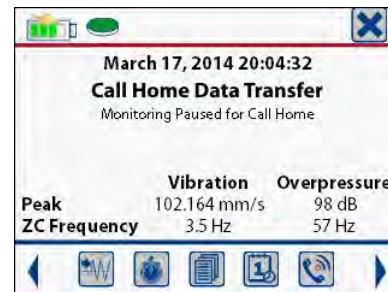 March 17, 2014 20:04:32
Call Home Data Transfer
Monitoring Paused for Call Home
Vibration Overpressure
Peak 102.164 mm/s 98 dB
ZC Frequency 3.5 Hz 57 Hz
1